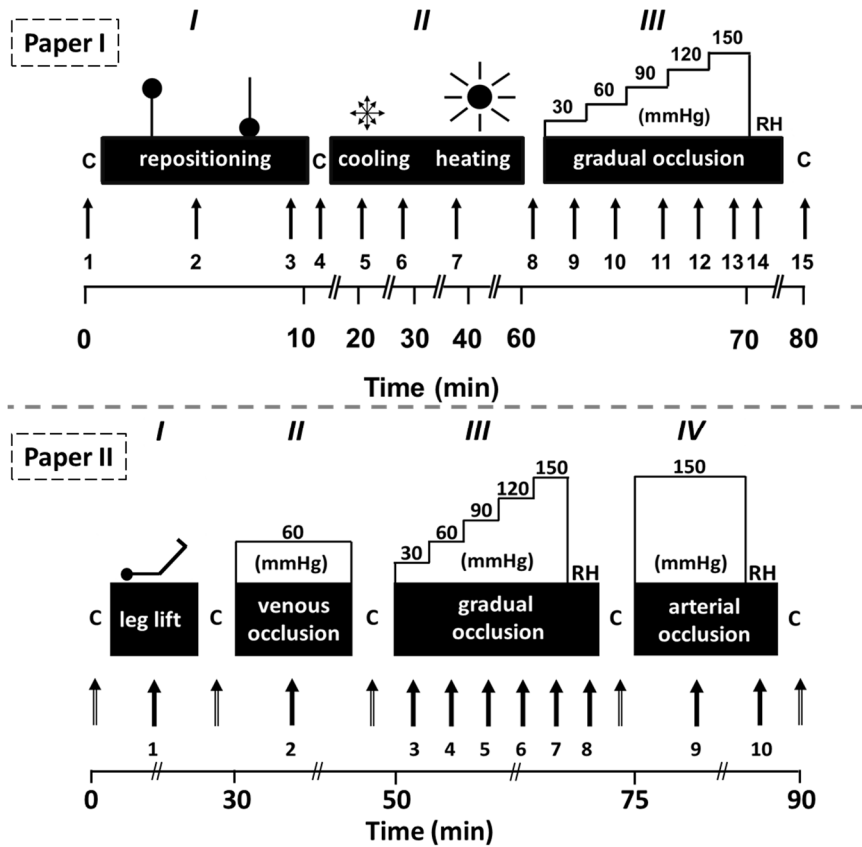 Paper I
I II III
30 60 90 120 150
(mmHg)
RH
C repositioning C cooling heating gradual occlusion C
1 2 3 4 5 6 7 8 9 10 11 12 13 14 15
0 10 20 30 40 60 70 80
Time (min)
Paper II
I II III IV
60
(mmHg)
30 60 90 120 150
(mmHg)
RH
150
(mmHg)
RH
C leg lift C venous
occlusion C gradual
occlusion C arterial
occlusion C
1 2 3 4 5 6 7 8 9 10
0 30 50 75 90
Time (min)